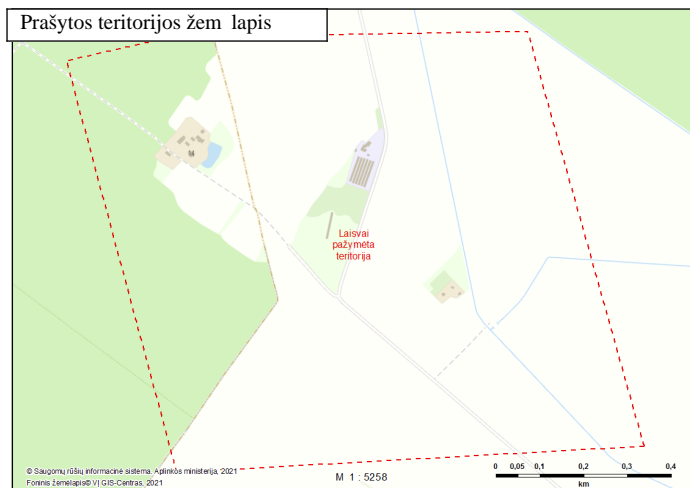 Prašytos teritorijos žem lapis
Laisvai
pažymėta
teritorija
© Saugomų rūšių informacinė sistema. Aplinkos ministerija, 2021
Foninis žemėlapis© VĮ GIS-Centras, 2021
M 1 : 5258
0 0,05 0,1 0,2 0,3 0,4
km